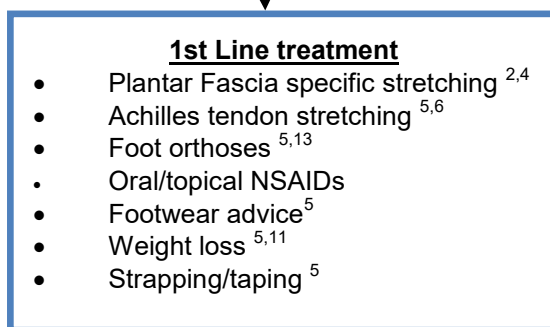 1st Line treatment
• Plantar Fascia specific stretching 2,4
• Achilles tendon stretching 5,6
• Foot orthoses 5,13
• Oral/topical NSAIDs
• Footwear advice5
• Weight loss 5,11
• Strapping/taping 5